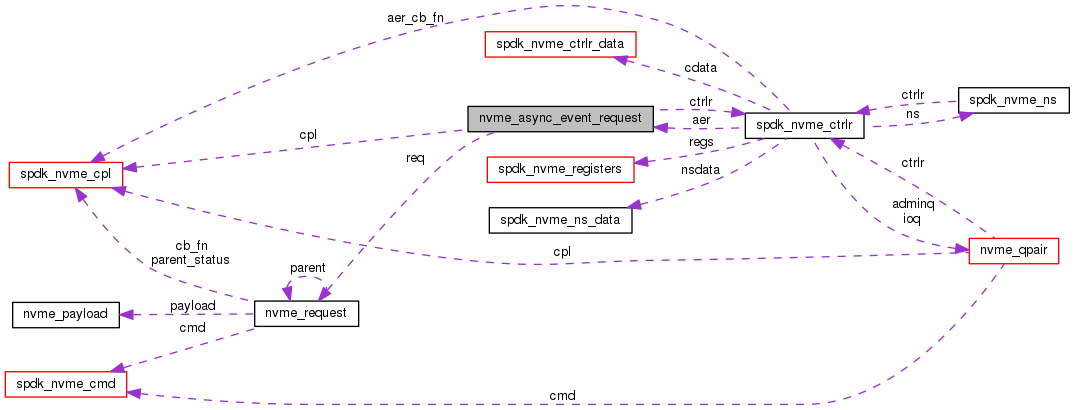 aer_cb_fn
spdk_nvme_ctrlr_data
cdata
nvme_async_event_request
ctrlr
aer
spdk_nvme_ctrlr
ctrlr
ns
spdk_nvme_ns
cpl
req
regs
spdk_nvme_cpl
spdk_nvme_registers
nsdata
ctrlr
spdk_nvme_ns_data
adminq
ioq
cb_fn
parent_status
cpl
nvme_qpair
parent
nvme_payload
payload
nvme_request
cmd
spdk_nvme_cmd
cmd